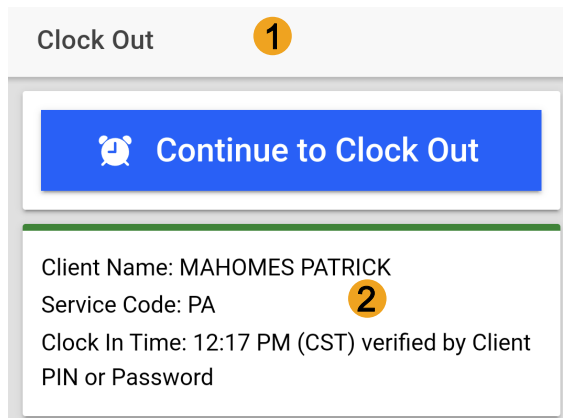 Clock Out 1
Continue to Clock Out
Client Name: MAHOMES PATRICK
Service Code: PA 2
Clock In Time: 12:17 PM (CST) verified by Client
PIN or Password